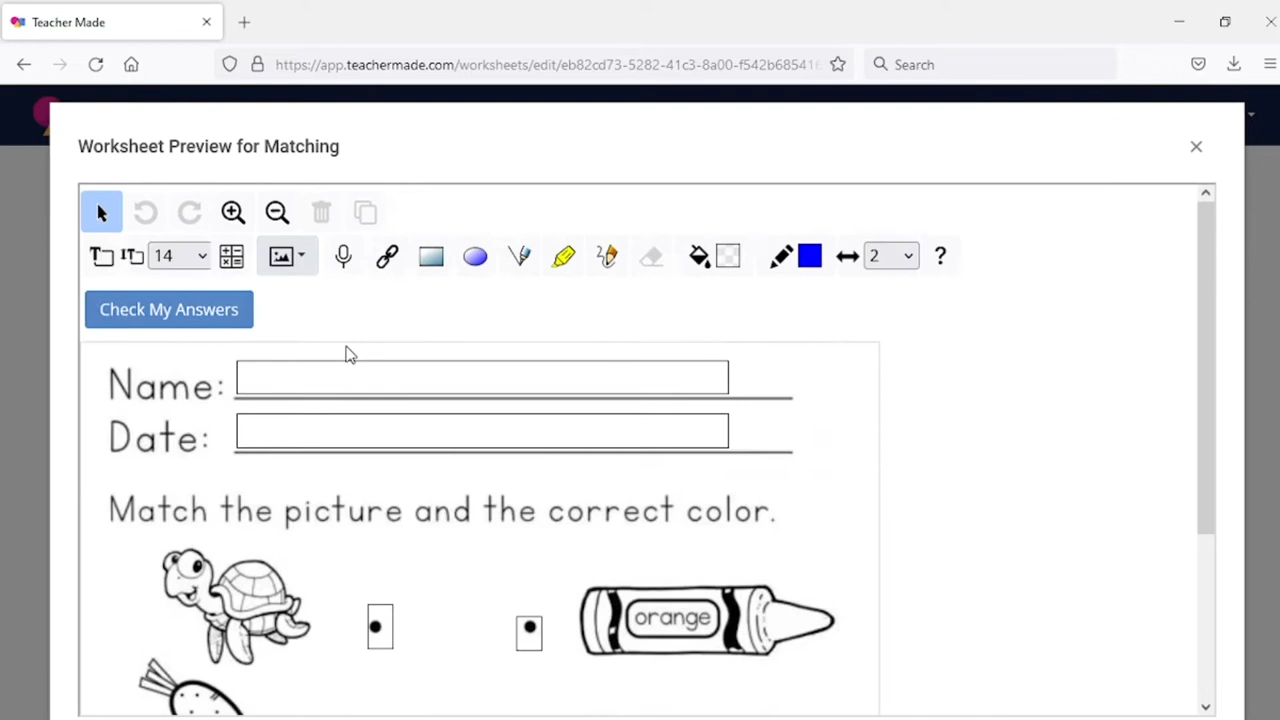 Teacher Made
https://app.teachermade.com/worksheets/edit/eb82cd73-5282-41c3-8a00-f542b685416
Search
Worksheet Preview for Matching
14
2
?
Check My Answers
Name:
Date:
Match the picture and the correct color.
orange